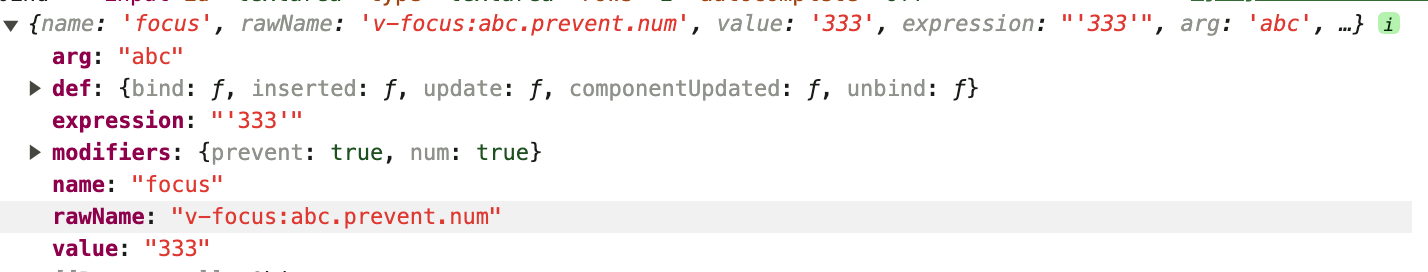 {name: 'focus', rawName: 'v-focus:abc.prevent.num', value: '333', expression: "'333'", arg: 'abc', …} i
arg: "abc"
def: {bind: ƒ, inserted: ƒ, update: ƒ, componentUpdated: ƒ, unbind: ƒ}
expression: "'333'"
modifiers: {prevent: true, num: true}
name: "focus"
rawName: "v-focus:abc.prevent.num"
value: "333"